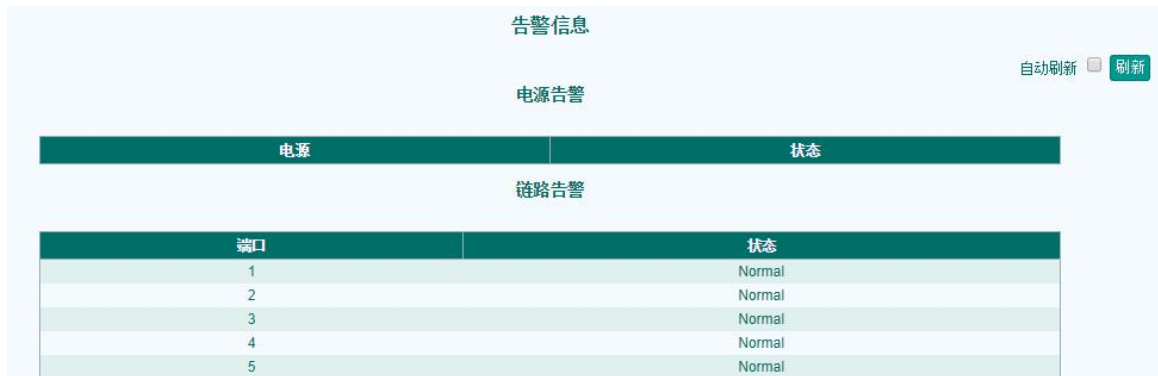 告警信息
自动刷新 刷新
电源告警
电源 状态
链路告警
端口 状态
1 Normal
2 Normal
3 Normal
4 Normal
5 Normal